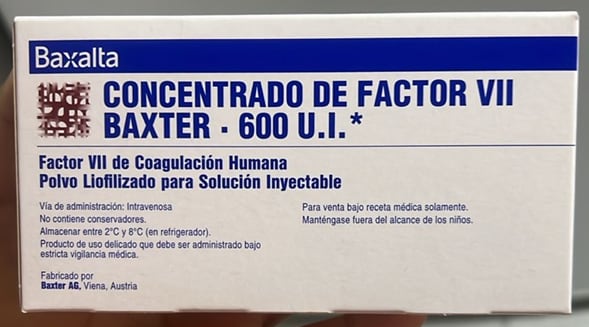 Baxalta
CONCENTRADO DE FACTOR VII
BAXTER · 600 U.I.*
Factor VII de Coagulación Humana
Polvo Liofilizado para Solución Inyectable
Vía de administración: Intravenosa
No contiene conservadores.
Almacenar entre 2°C y 8°C (en refrigerador).
Producto de uso delicado que debe ser administrado bajo
estricta vigilancia médica.
Para venta bajo receta médica solamente.
Manténgase fuera del alcance de los niños.
Fabricado por
Baxter AG, Viena, Austria